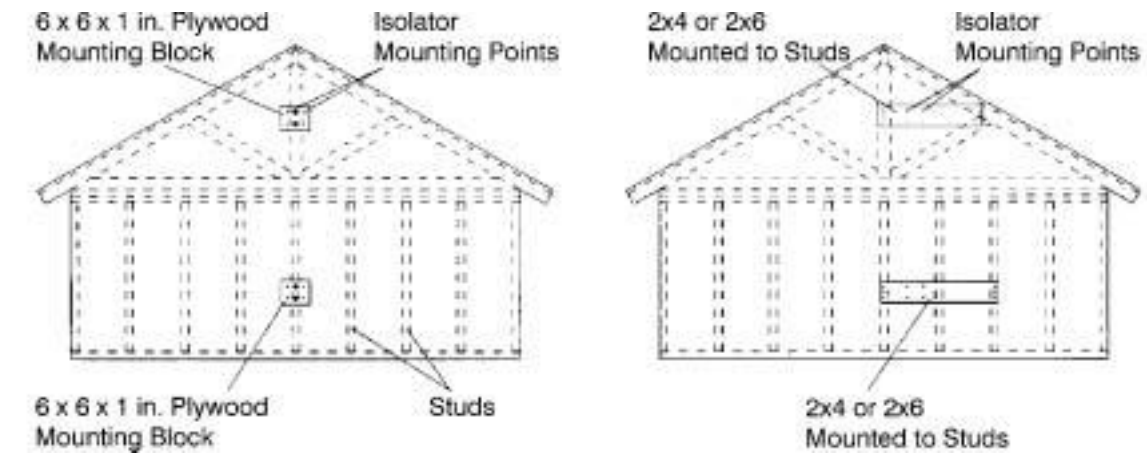 6 x 6 x 1 in. Plywood
Mounting Block
Isolator
Mounting Points
6 x 6 x 1 in. Plywood
Mounting Block
Studs
2x4 or 2x6
Mounted to Studs
Isolator
Mounting Points
2x4 or 2x6
Mounted to Studs